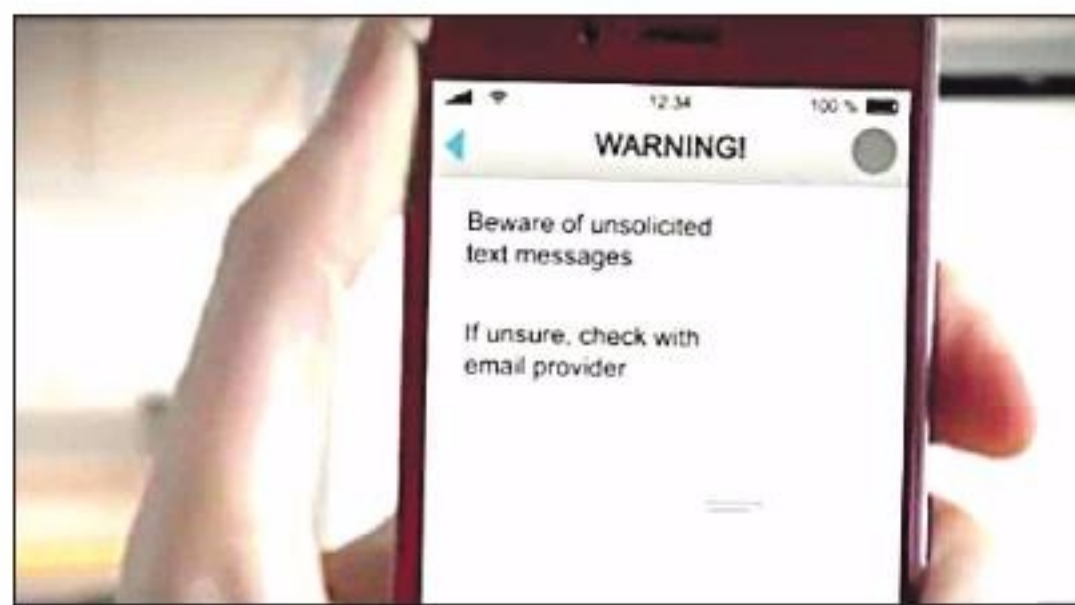 12:34
100 %
WARNING!
Beware of unsolicited
text messages
If unsure, check with
email provider